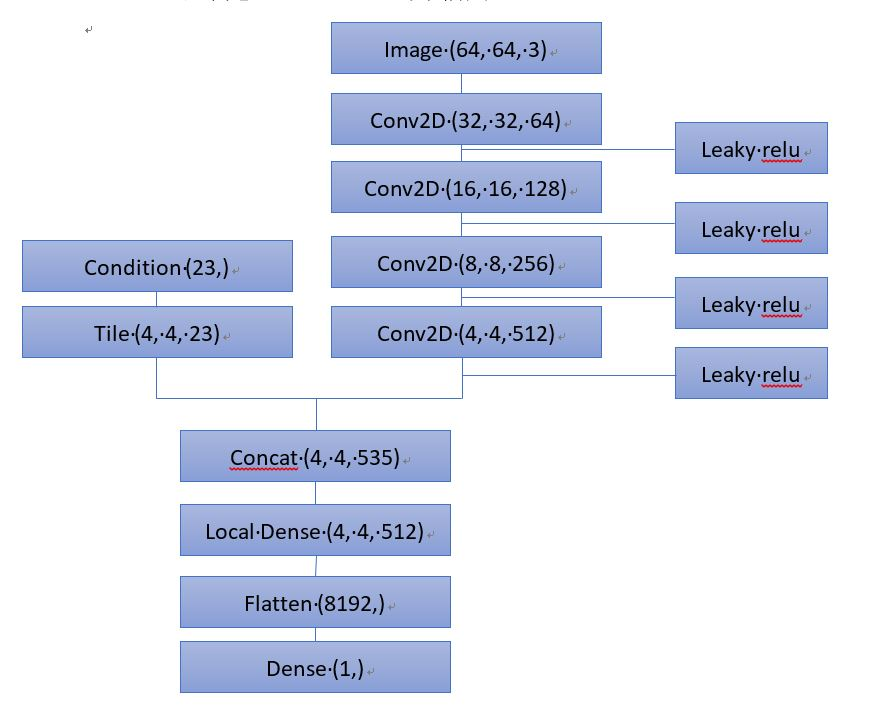 Image (64, 64, 3)
Conv2D (32, 32, 64)
Leaky relu
Conv2D (16, 16, 128)
Leaky relu
Conv2D (8, 8, 256)
Condition (23,)
Leaky relu
Conv2D (4, 4, 512)
Tile (4, 4, 23)
Leaky relu
Concat (4, 4, 535)
Local Dense (4, 4, 512)
Flatten (8192,)
Dense (1,)